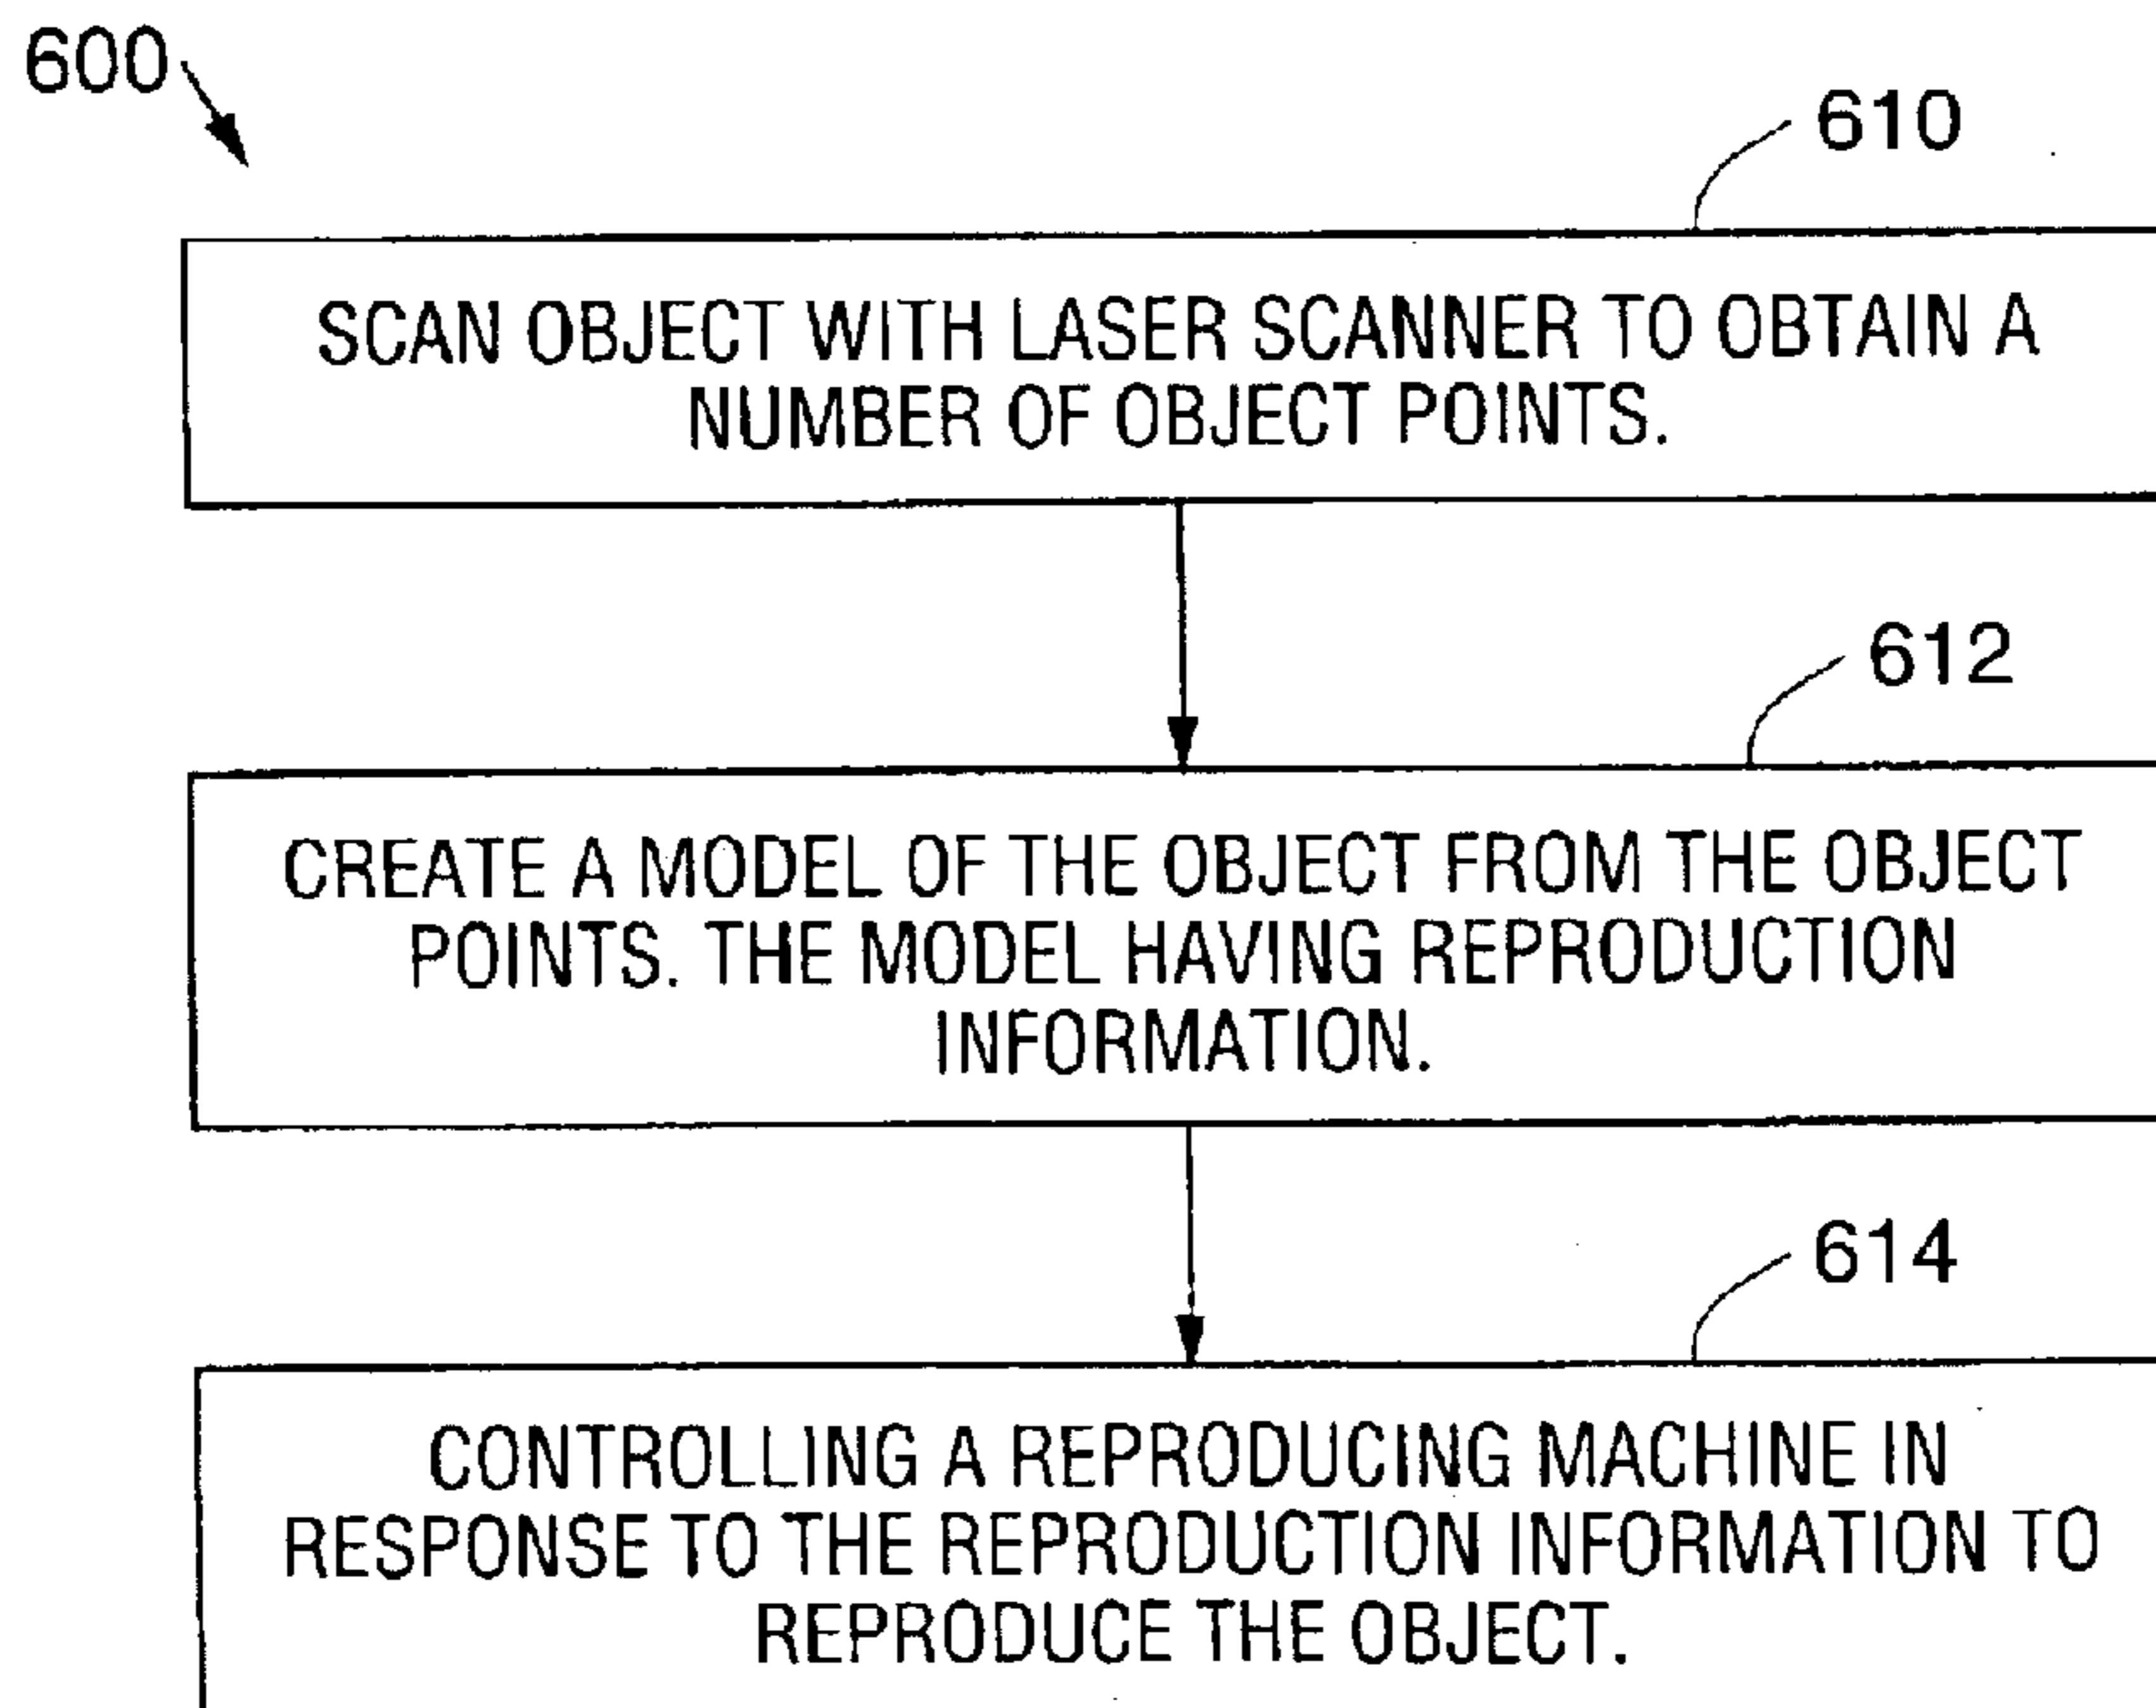 600
610
SCAN OBJECT WITH LASER SCANNER TO OBTAIN A
NUMBER OF OBJECT POINTS.
612
CREATE A MODEL OF THE OBJECT FROM THE OBJECT
POINTS. THE MODEL HAVING REPRODUCTION
INFORMATION.
614
CONTROLLING A REPRODUCING MACHINE IN
RESPONSE TO THE REPRODUCTION INFORMATION TO
REPRODUCE THE OBJECT.